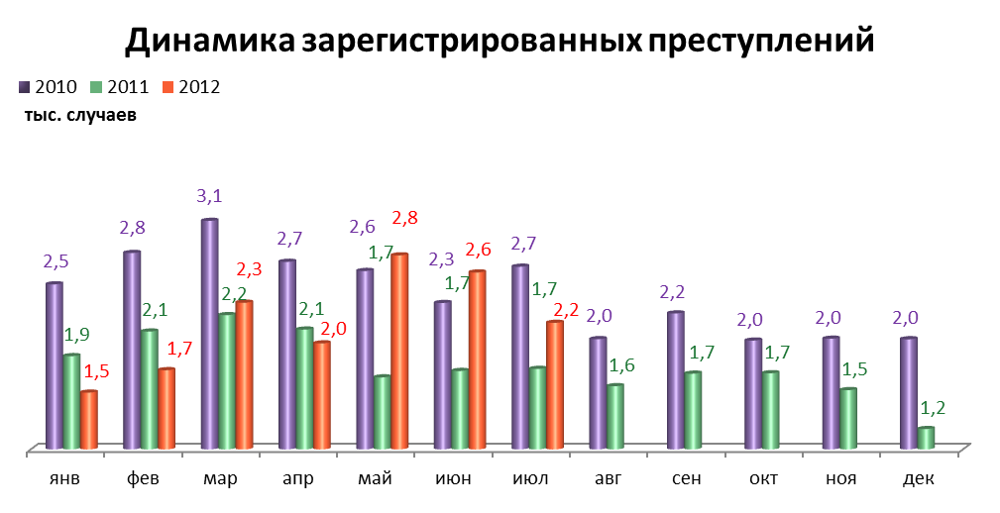 Динамика зарегистрированных преступлений
2010 2011 2012
тыс. случаев
2,5 1,9 1,5
2,8 2,1 1,7
3,1 2,2 2,3
2,7 2,1 2,0
2,6 1,7 2,8
2,3 1,7 2,6
2,7 1,7 2,2
2,0 1,6
2,2 1,7
2,0 1,7
2,0 1,5
2,0 1,2
янв фев мар апр май июн июл авг сен окт ноя дек